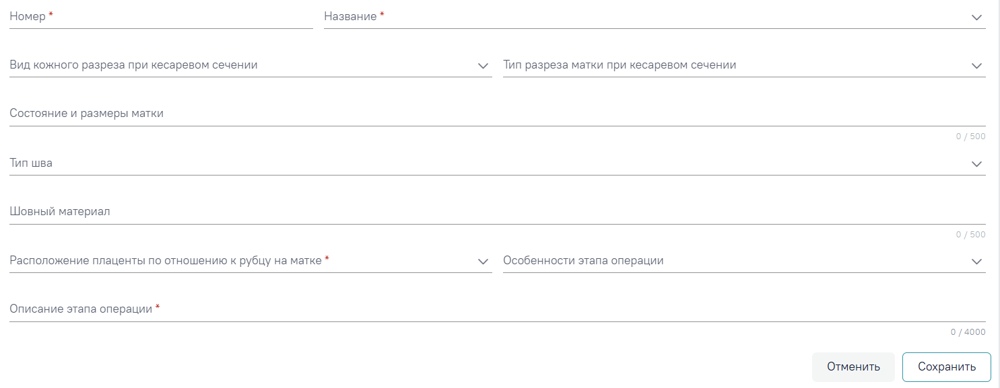 Номер *
Название *
Вид кожного разреза при кесаревом сечении
Тип разреза матки при кесаревом сечении
Состояние и размеры матки
0 / 500
Тип шва
Шовный материал
0 / 500
Расположение плаценты по отношению к рубцу на матке *
Особенности этапа операции
Описание этапа операции *
0 / 4000
Отменить
Сохранить